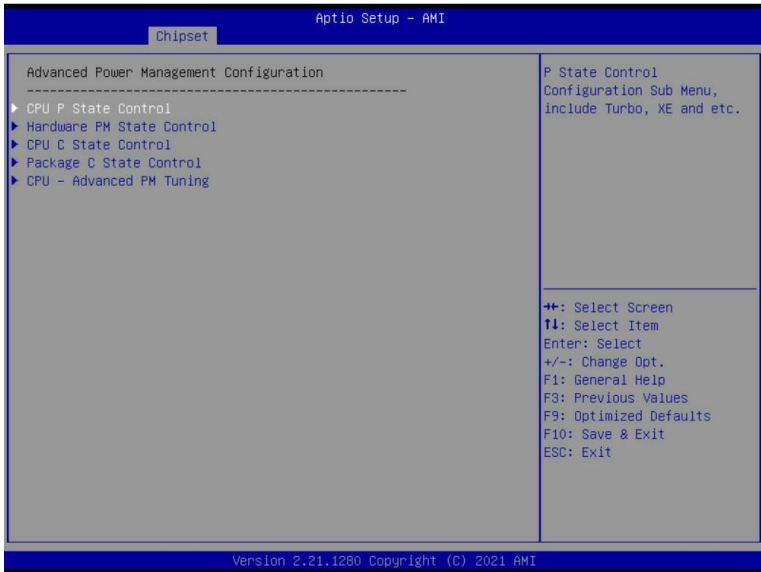 Aptio Setup – AMI
Chipset
Advanced Power Management Configuration
------------------------------------------------
▶ CPU P State Control
▶ Hardware PM State Control
▶ CPU C State Control
▶ Package C State Control
▶ CPU – Advanced PM Tuning
P State Control
Configuration Sub Menu,
include Turbo, XE and etc.
→←: Select Screen
↑↓: Select Item
Enter: Select
+/-: Change Opt.
F1: General Help
F3: Previous Values
F9: Optimized Defaults
F10: Save & Exit
ESC: Exit
Version 2.21.1280 Copyright (C) 2021 AMI